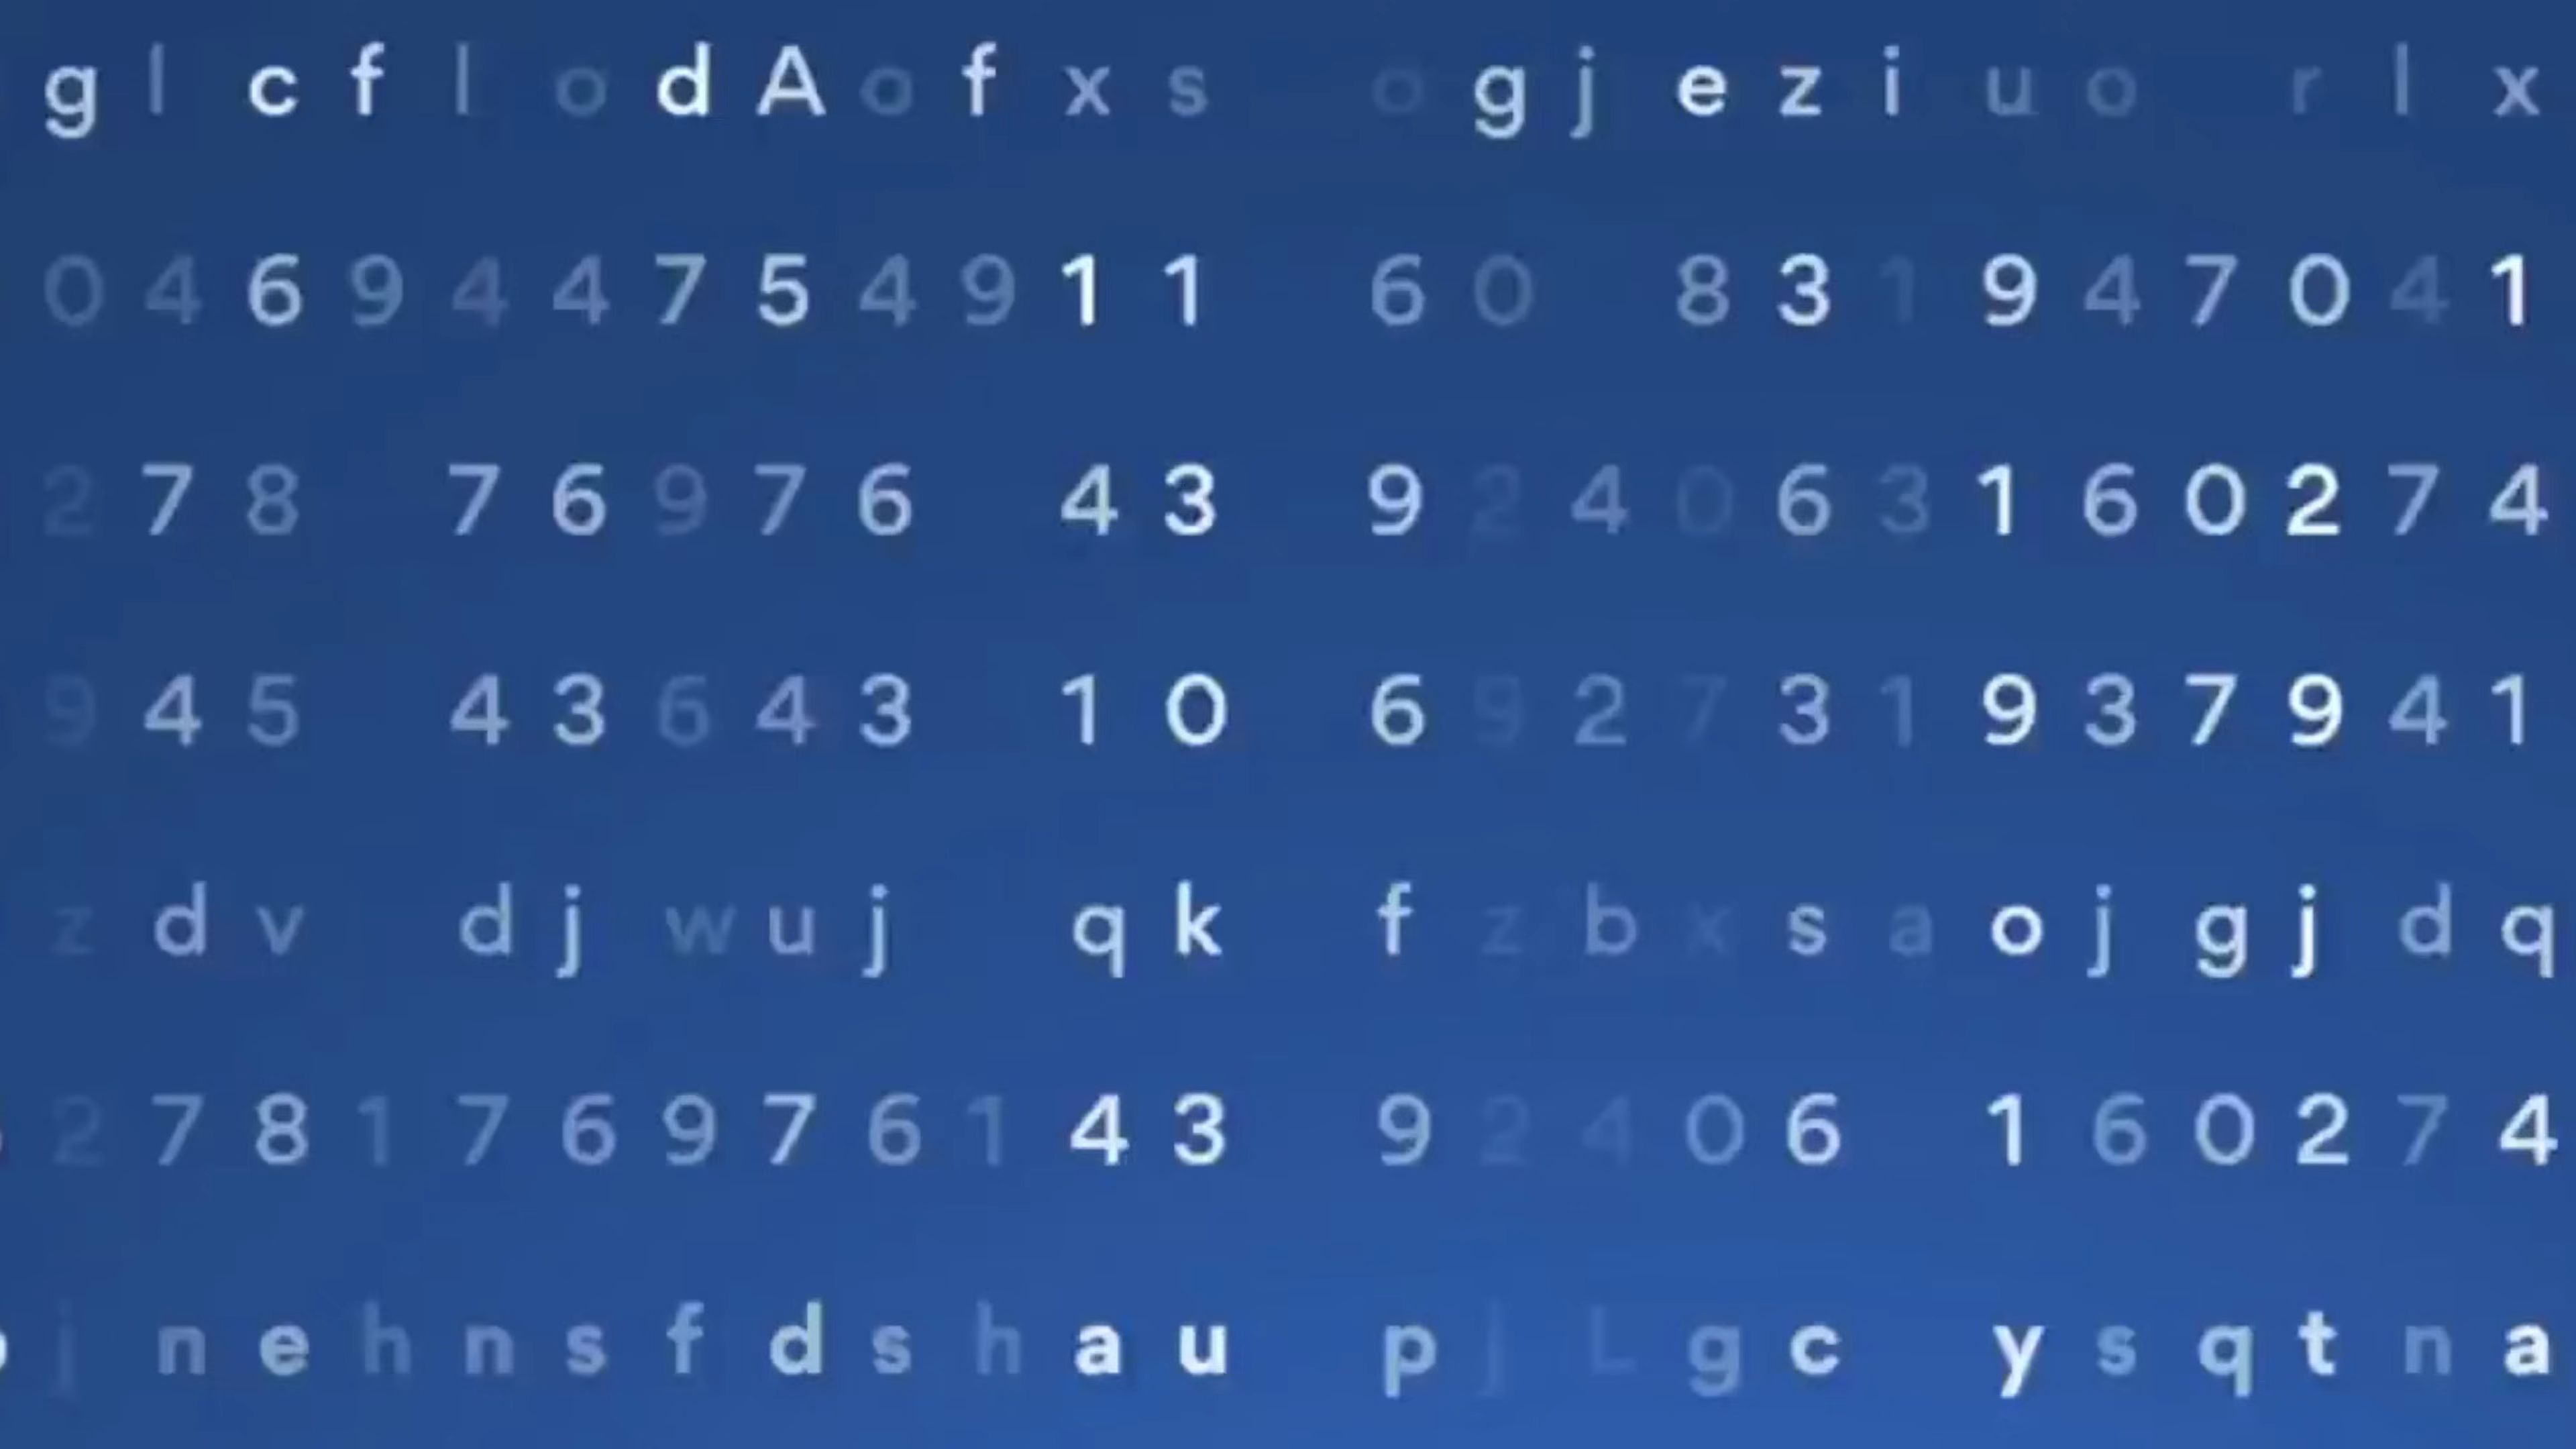 g l c f l o d A o f x s o g j e z i u o r l x
0 4 6 9 4 4 7 5 4 9 1 1 6 0 8 3 1 9 4 7 0 4 1
2 7 8 7 6 9 7 6 4 3 9 2 4 0 6 3 1 6 0 2 7 4
9 4 5 4 3 6 4 3 1 0 6 9 2 7 3 1 9 3 7 9 4 1
z d v d j w u j q k f z b x s a o j g j d q
2 7 8 1 7 6 9 7 6 1 4 3 9 2 4 0 6 1 6 0 2 7 4
j n e h n s f d s h a u p j L g c y s q t n a